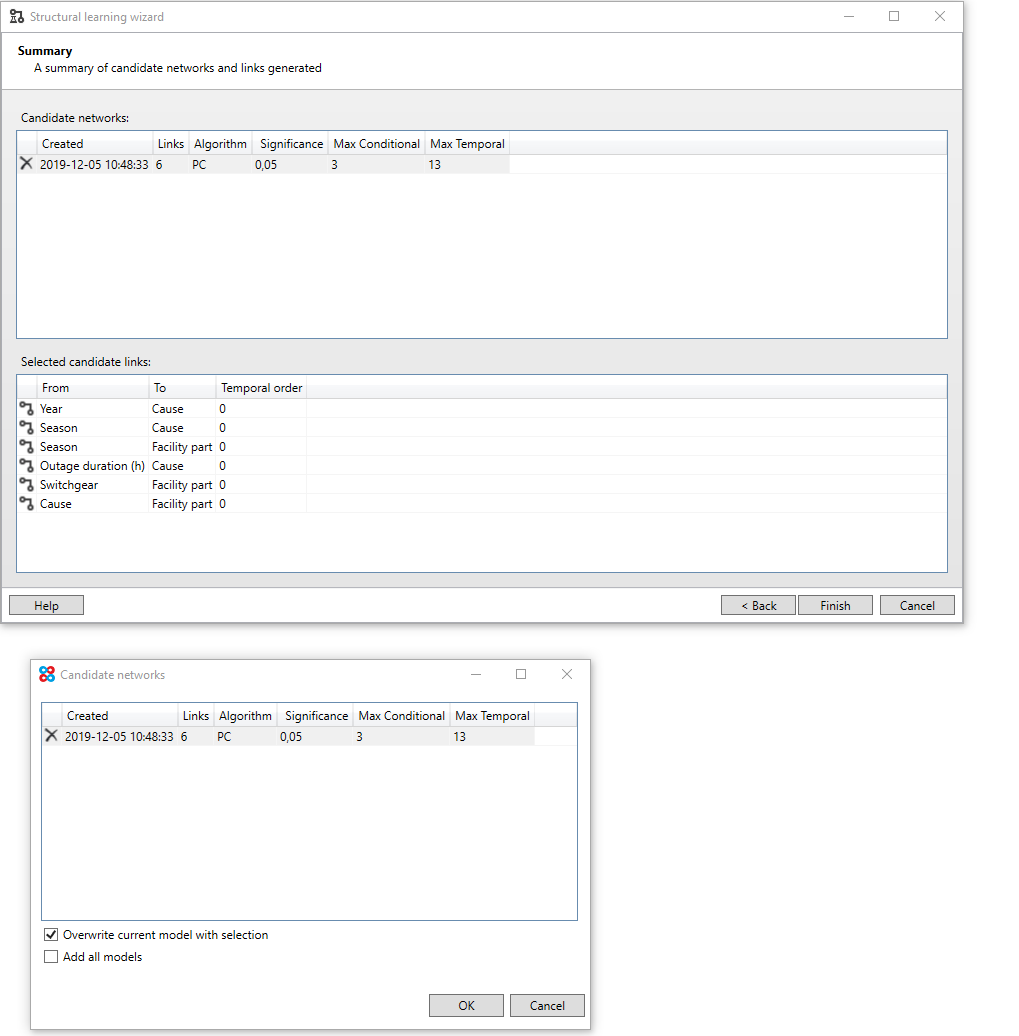 Structural learning wizard
Summary
A summary of candidate networks and links generated
Candidate networks:
Created Links Algorithm Significance Max Conditional Max Temporal
2019-12-05 10:48:33 6 PC 0,05 3 13
Selected candidate links:
From To Temporal order
Year Cause 0
Season Cause 0
Season Facility part 0
Outage duration (h) Cause 0
Switchgear Facility part 0
Cause Facility part 0
Help < Back Finish Cancel
Candidate networks
Created Links Algorithm Significance Max Conditional Max Temporal
2019-12-05 10:48:33 6 PC 0,05 3 13
Overwrite current model with selection
Add all models
OK Cancel